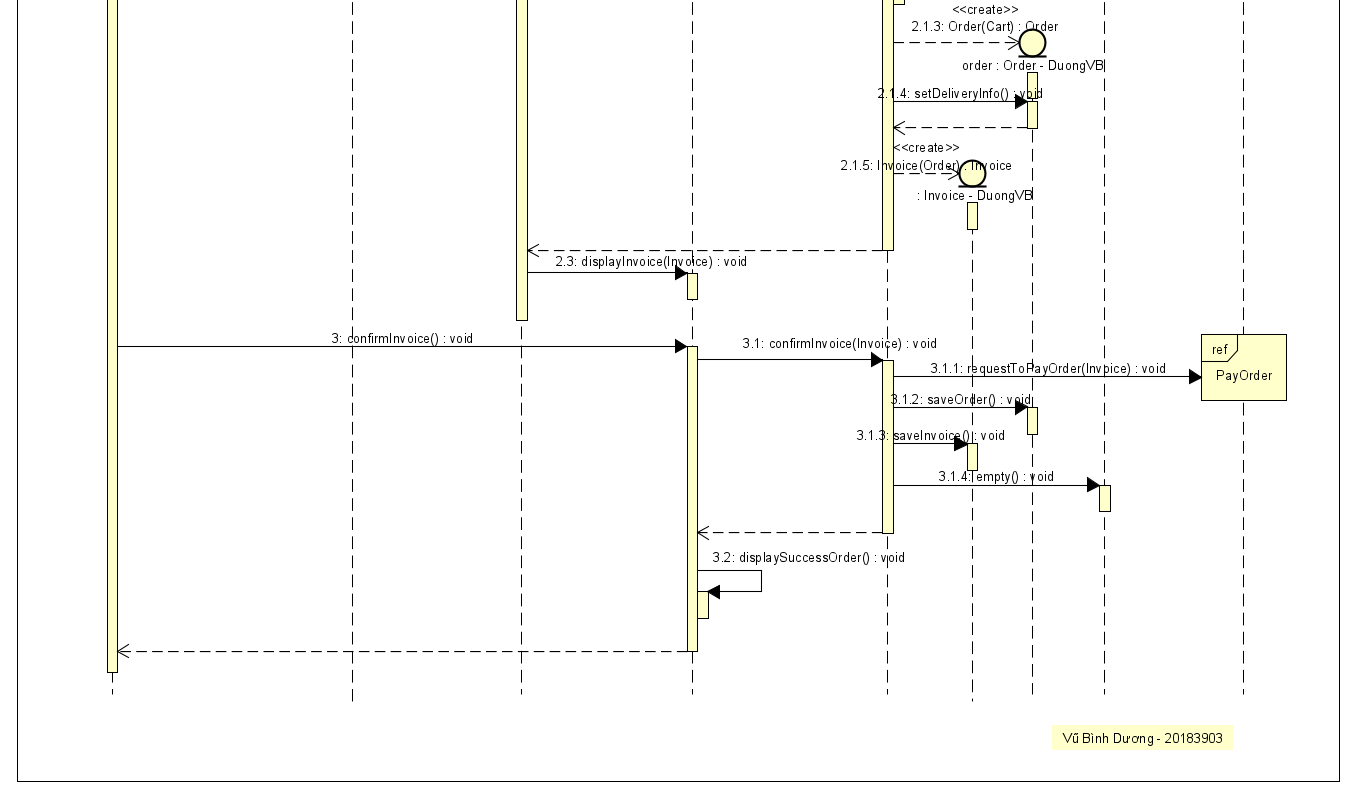 <<create>>
2.1.3: Order(Cart) : Order
order : Order - DuongVB
2.1.4: setDeliveryInfo() : void
<<create>>
2.1.5: Invoice(Order) : Invoice
: Invoice - DuongVB
2.3: displayInvoice(Invoice) : void
3: confirmInvoice() : void
3.1: confirmInvoice(Invoice) : void
ref
3.1.1: requestToPayOrder(Invoice) : void
PayOrder
3.1.2: saveOrder() : void
3.1.3: saveInvoice() : void
3.1.4: empty() : void
3.2: displaySuccessOrder() : void
Vũ Bình Dương - 20183903